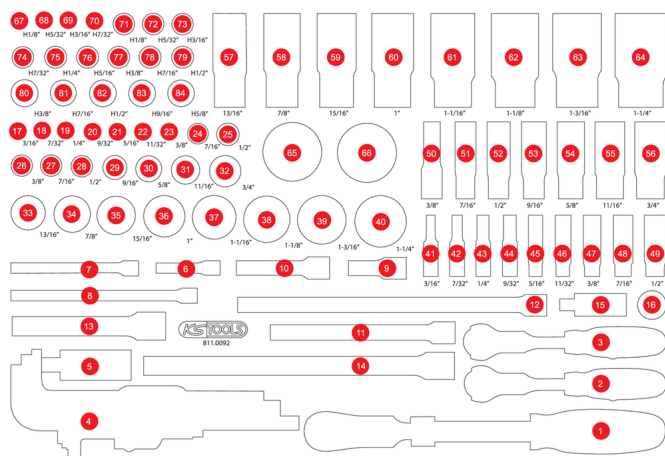 67 68 69 70 71 72 73
H1/8" H5/32" H3/16" H7/32" H1/8" H5/32" H3/16"
74 75 76 77 78 79
H7/32" H1/4" H5/16" H3/8" H7/16" H1/2"
80 81 82 83 84
H3/8" H7/16" H1/2" H9/16" H5/8"
57 58 59 60 61 62 63 64
13/16" 7/8" 15/16" 1" 1-1/16" 1-1/8" 1-3/16" 1-1/4"
17 18 19 20 21 22 23 24 25
3/16" 7/32" 1/4" 9/32" 5/16" 11/32" 3/8" 7/16" 1/2"
65 66
26 27 28 29 30 31 32
3/8" 7/16" 1/2" 9/16" 5/8" 11/16" 3/4"
50 51 52 53 54 55 56
3/8" 7/16" 1/2" 9/16" 5/8" 11/16" 3/4"
33 34 35 36 37 38 39 40
13/16" 7/8" 15/16" 1" 1-1/16" 1-1/8" 1-3/16" 1-1/4"
41 42 43 44 45 46 47 48 49
3/16" 7/32" 1/4" 9/32" 5/16" 11/32" 3/8" 7/16" 1/2"
7 6 10 9
8 12 15 16
13 11 3
KS TOOLS
811.0092
5 14 2
4 1